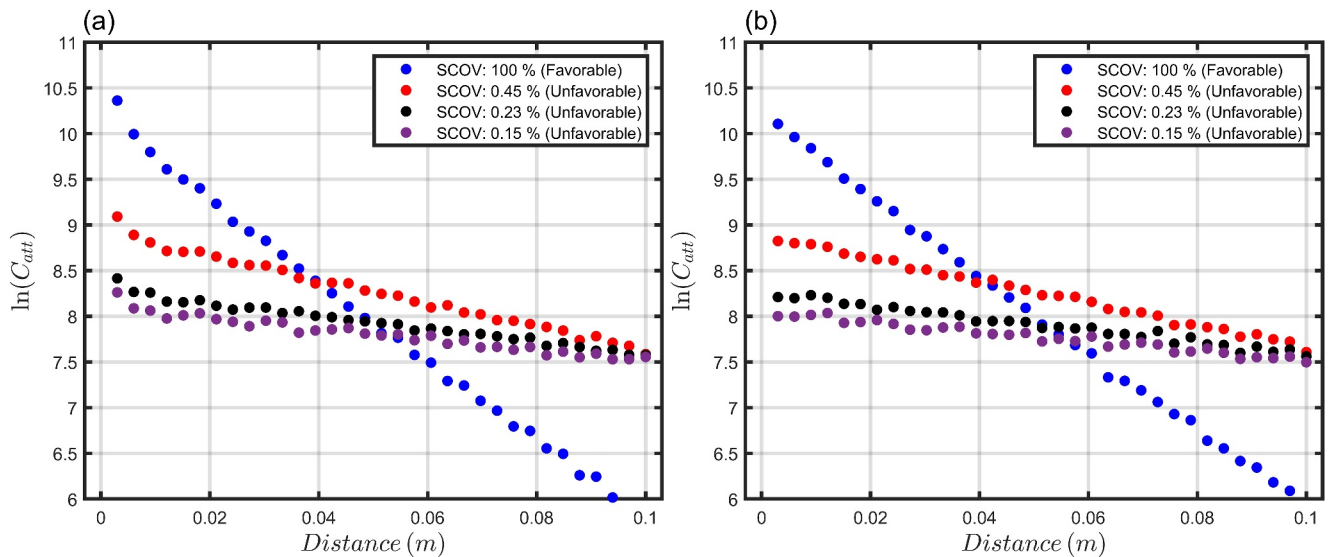 (a)
11
10.5
10
9.5
9
8.5
8
7.5
7
6.5
6
ln(C_att)
SCOV: 100 % (Favorable)
SCOV: 0.45 % (Unfavorable)
SCOV: 0.23 % (Unfavorable)
SCOV: 0.15 % (Unfavorable)
0 0.02 0.04 0.06 0.08 0.1
Distance (m)
(b)
11
10.5
10
9.5
9
8.5
8
7.5
7
6.5
6
ln(C_att)
SCOV: 100 % (Favorable)
SCOV: 0.45 % (Unfavorable)
SCOV: 0.23 % (Unfavorable)
SCOV: 0.15 % (Unfavorable)
0 0.02 0.04 0.06 0.08 0.1
Distance (m)